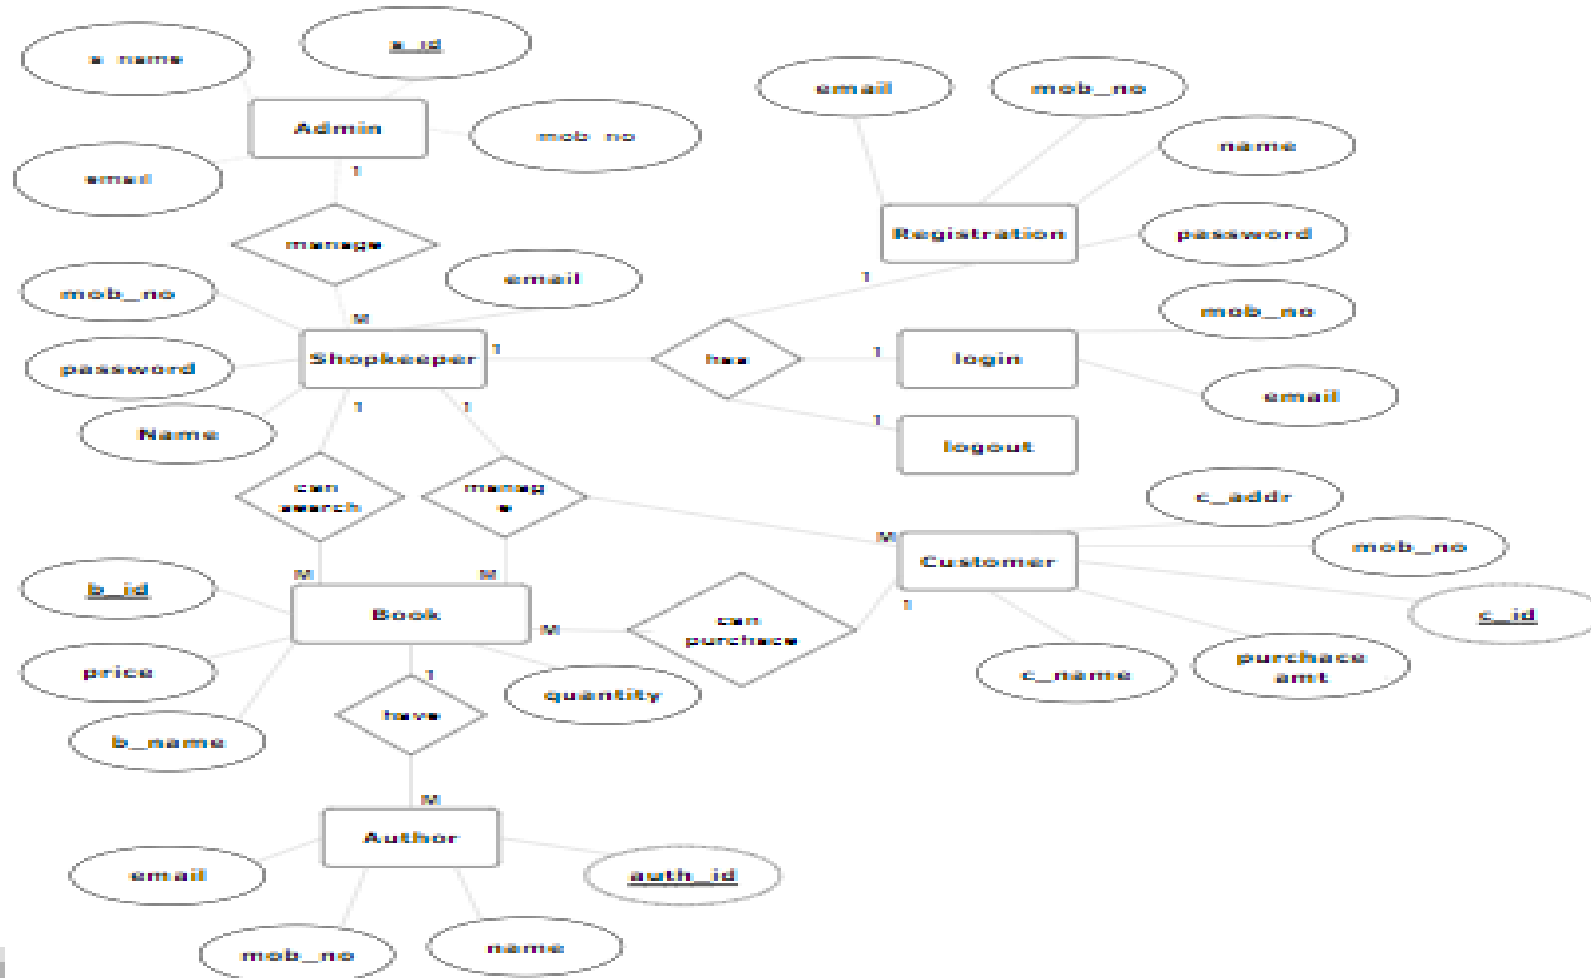 a_id
a_name
Admin
mob_no
email
1
manage
M
email
mob_no
name
Registration
password
1
email
mob_no
mob_no
password
Shopkeeper
1
has
1
login
email
Name
1
1
1
logout
can
search
manag
e
c_addr
M
M
M
Customer
mob_no
b_id
Book
1
c_id
M
can
purchace
price
1
quantity
c_name
purchace
amt
b_name
have
M
Author
email
auth_id
mob_no
name